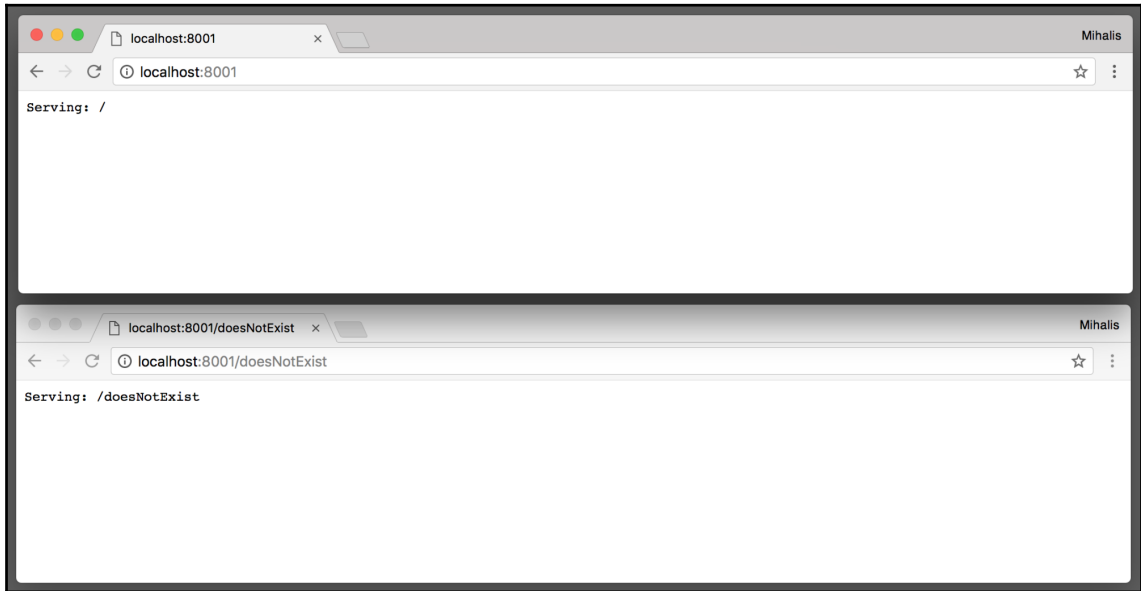 localhost:8001
Mihalis
localhost:8001
Serving: /
localhost:8001/doesNotExist
Mihalis
localhost:8001/doesNotExist
Serving: /doesNotExist